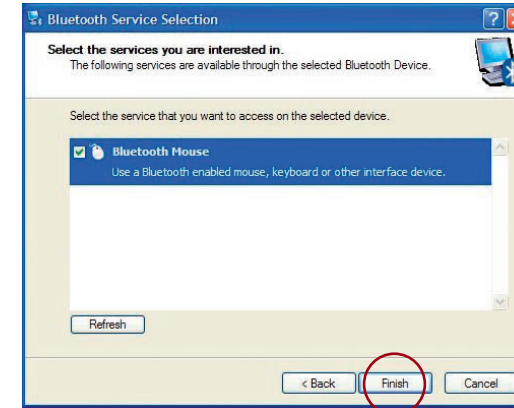 Bluetooth Service Selection
?
Select the services you are interested in.
The following services are available through the selected Bluetooth Device.
Select the service that you want to access on the selected device.
Bluetooth Mouse
Use a Bluetooth enabled mouse, keyboard or other interface device.
Refresh
< Back Finish Cancel